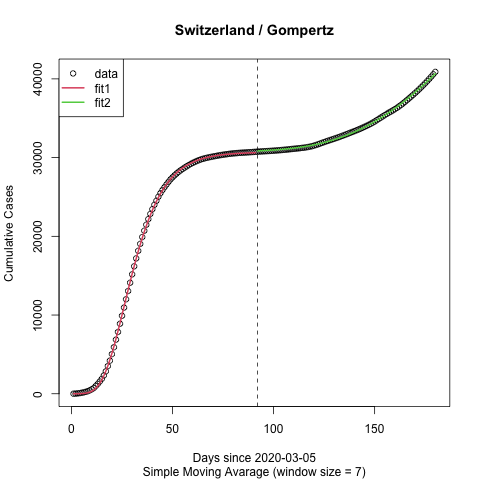 Switzerland / Gompertz
data
fit1
fit2
Cumulative Cases
40000
30000
20000
10000
0
0 50 100 150
Days since 2020-03-05
Simple Moving Avarage (window size = 7)